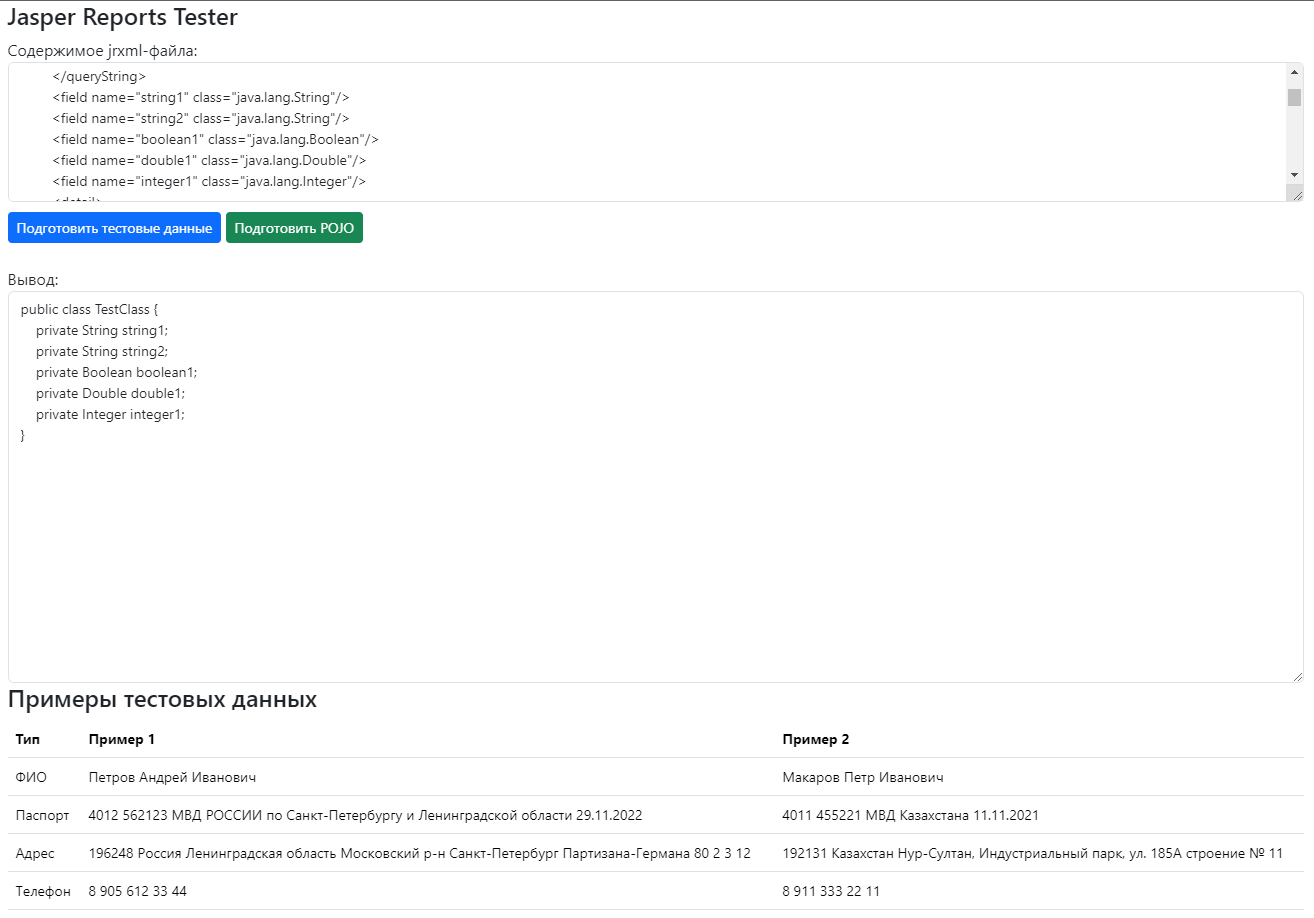 Jasper Reports Tester
Содержимое jrxml-файла:
</queryString>
<field name="string1" class="java.lang.String"/>
<field name="string2" class="java.lang.String"/>
<field name="boolean1" class="java.lang.Boolean"/>
<field name="double1" class="java.lang.Double"/>
<field name="integer1" class="java.lang.Integer"/>
Подготовить тестовые данные Подготовить POJO
Вывод:
public class TestClass {
private String string1;
private String string2;
private Boolean boolean1;
private Double double1;
private Integer integer1;
}
Примеры тестовых данных
Тип Пример 1 Пример 2
ФИО Петров Андрей Иванович Макаров Петр Иванович
Паспорт 4012 562123 МВД РОССИИ по Санкт-Петербургу и Ленинградской области 29.11.2022 4011 455221 МВД Казахстана 11.11.2021
Адрес 196248 Россия Ленинградская область Московский р-н Санкт-Петербург Партизана-Германа 80 2 3 12 192131 Казахстан Нур-Султан, Индустриальный парк, ул. 185А строение № 11
Телефон 8 905 612 33 44 8 911 333 22 11